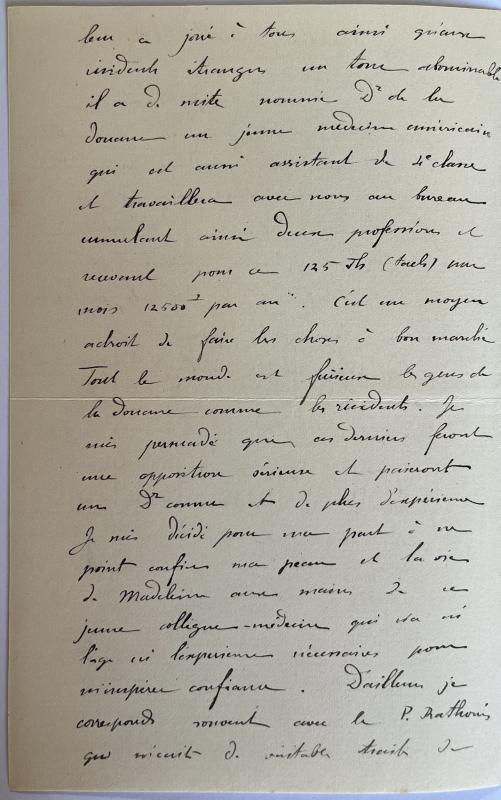 leur a joué à tous ainsi qu'aux
résidents étrangers un tour abominable
il a de suite nommé Dr de la
douane un jeune médecin américain
qui est aussi assistant de 4e classe
et travaillera avec nous au bureau
cumulant ainsi deux professions et
recevant pour ce 125 Tls (taels) par
mois 12500 f par an. C'est un moyen
adroit de faire les choses à bon marché
Tout le monde est furieux les gens de
la douane comme les résidents. Je
suis persuadé que ces derniers feront
une opposition sérieuse et paieront
un Dr connu et de plus d'expérience
Je suis décidé pour ma part à ne
point confier ma peau et la vie
de Madeleine aux mains de ce
jeune collègue-médecin qui n'a ni
l'âge ni l'expérience nécessaires pour
m'inspirer confiance. D'ailleurs je
corresponds souvent avec le P. Rathouis
qui m'écrit de véritables traités de